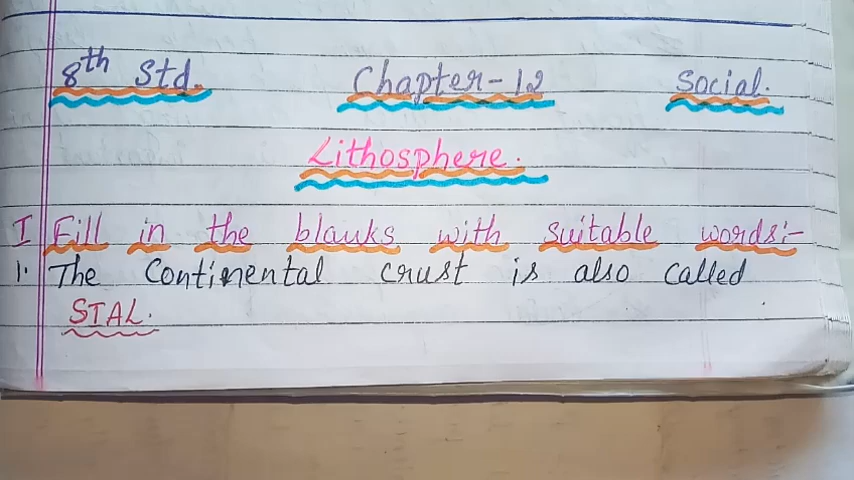 8th Std. Chapter-12 Social.
Lithosphere.
I Fill in the blanks with suitable words:-
1. The Continental crust is also called
STAL.